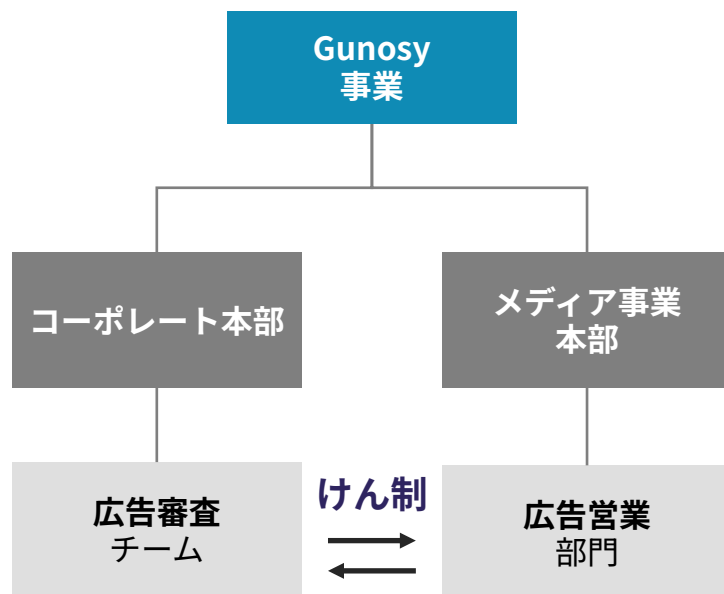 Gunosy
事業
コーポレート本部
メディア事業
本部
広告審査
チーム
けん制
広告営業
部門